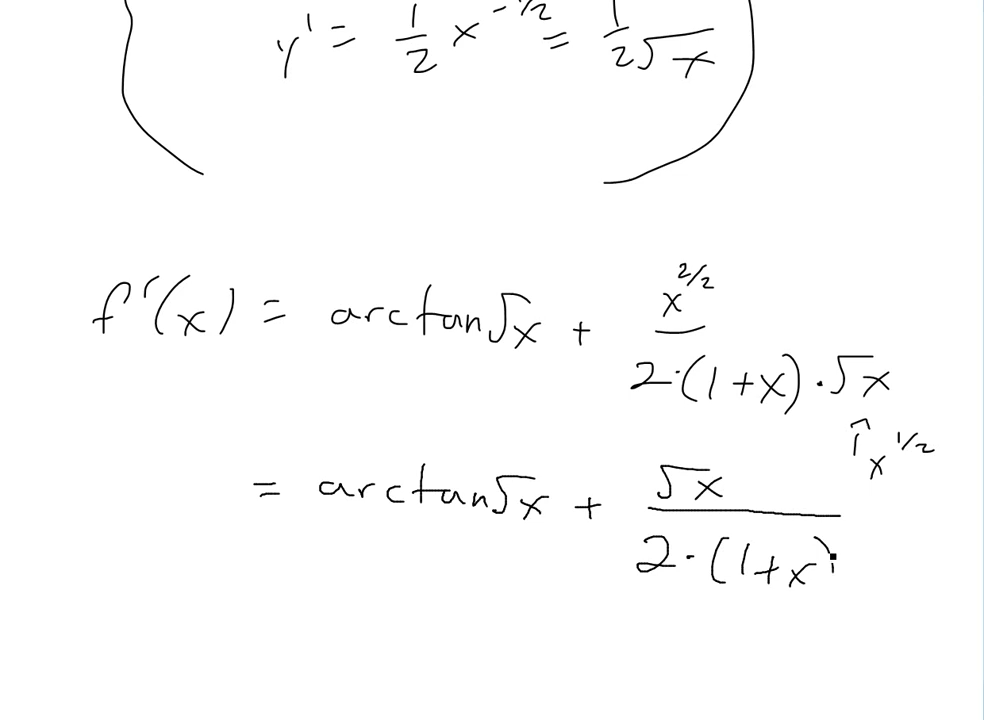 y' = 1/2 x^-1/2 = 1/2√x
f'(x) = arctan√x + x^2/2 / 2·(1+x)·√x
↑ x^1/2
= arctan√x + √x / 2·(1+x)